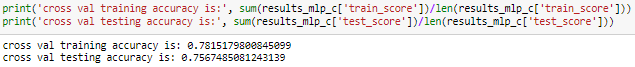 print('cross val training accuracy is:', sum(results_mlp_c['train_score'])/len(results_mlp_c['train_score']))
print('cross val testing accuracy is:', sum(results_mlp_c['test_score'])/len(results_mlp_c['test_score']))
cross val training accuracy is: 0.7815179800845099
cross val testing accuracy is: 0.7567485081243139